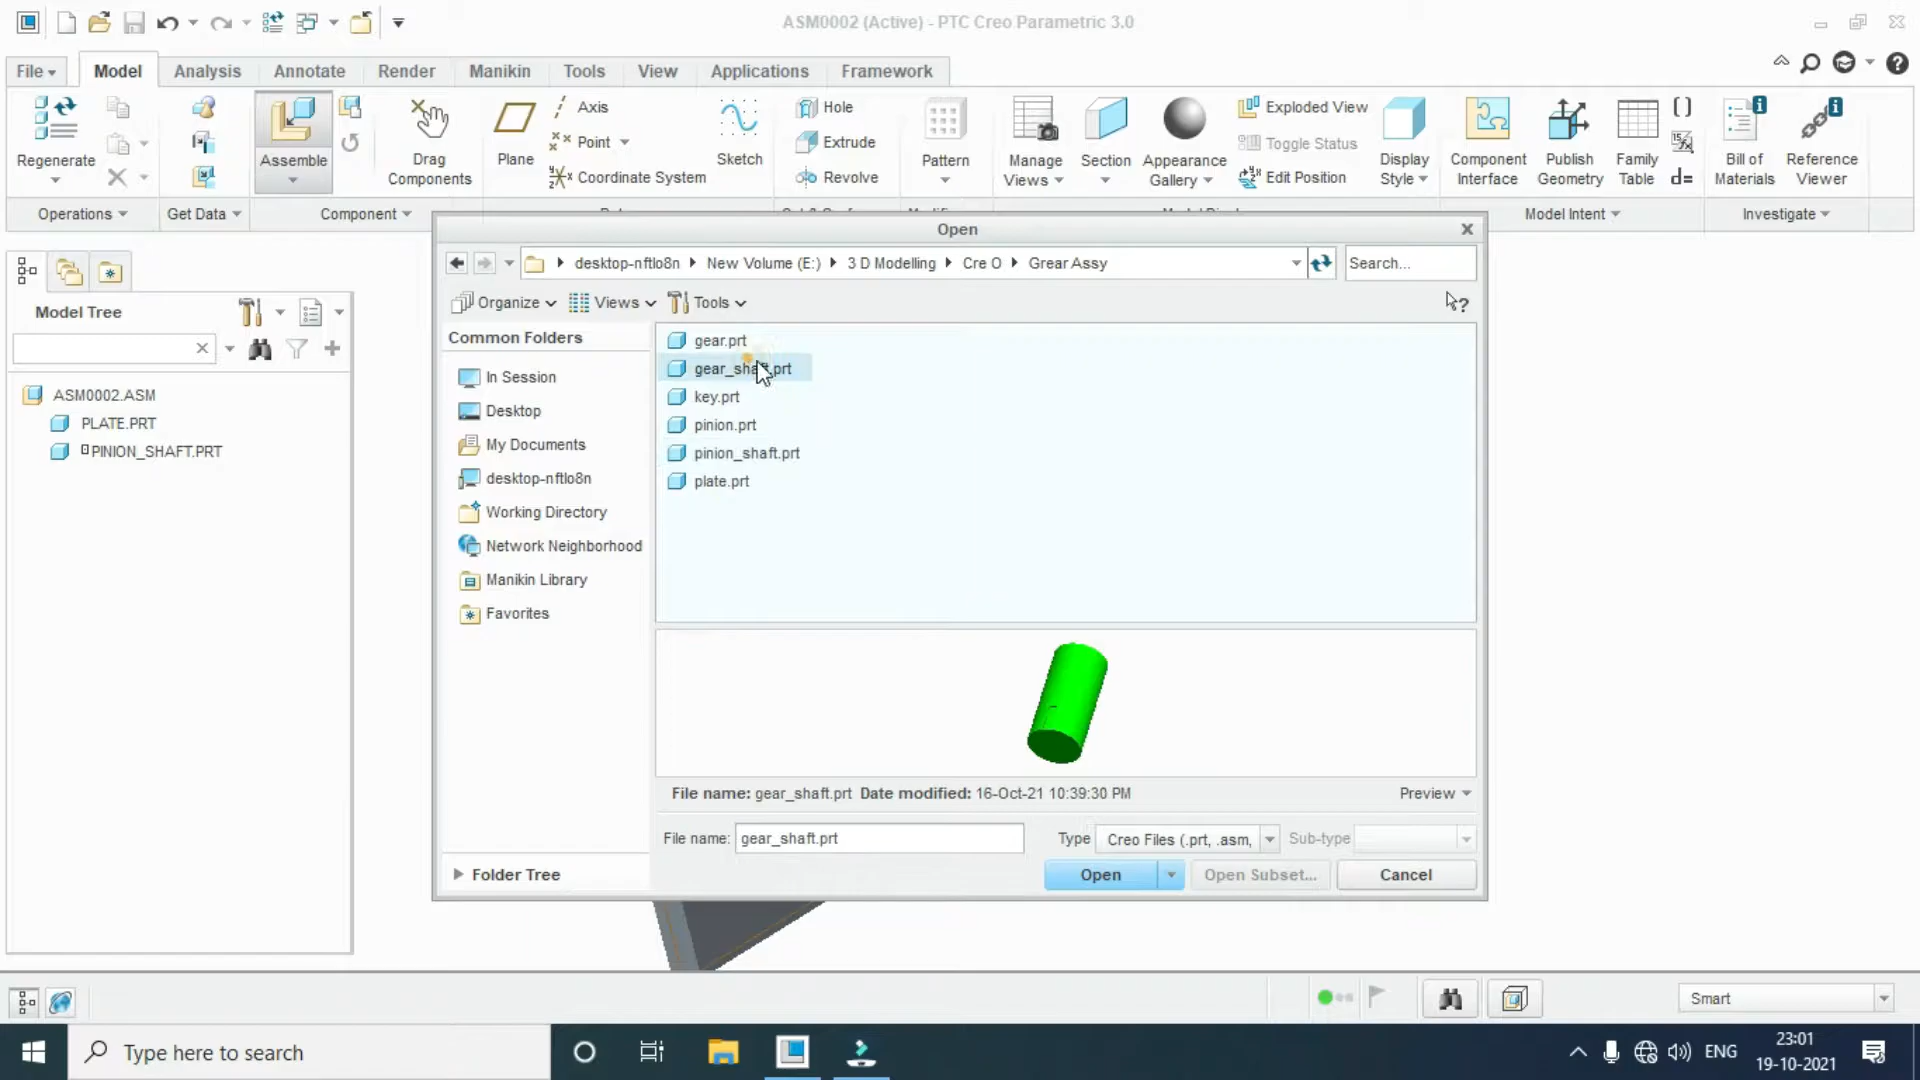 ASM0002 (Active) - PTC Creo Parametric 3.0
File Model Analysis Annotate Render Manikin Tools View Applications Framework
Regenerate
Assemble
Drag Components
Plane
Axis
Point
Coordinate System
Sketch
Hole
Extrude
Revolve
Pattern
Manage Views
Section
Appearance Gallery
Exploded View
Toggle Status
Edit Position
Display Style
Component Interface
Publish Geometry
Family Table
d=
Bill of Materials
Reference Viewer
Operations Get Data Component Model Intent Investigate
Open
desktop-nftlo8n New Volume (E:) 3 D Modelling Cre O Grear Assy
Search...
Organize Views Tools
Model Tree
ASM0002.ASM
PLATE.PRT
PINION_SHAFT.PRT
Common Folders
In Session
Desktop
My Documents
desktop-nftlo8n
Working Directory
Network Neighborhood
Manikin Library
Favorites
Folder Tree
gear.prt
gear_shaft.prt
key.prt
pinion.prt
pinion_shaft.prt
plate.prt
File name: gear_shaft.prt Date modified: 16-Oct-21 10:39:30 PM
Preview
File name: gear_shaft.prt
Type Creo Files (.prt, .asm,
Sub-type
Open Open Subset... Cancel
Smart
Type here to search
ENG
23:01
19-10-2021